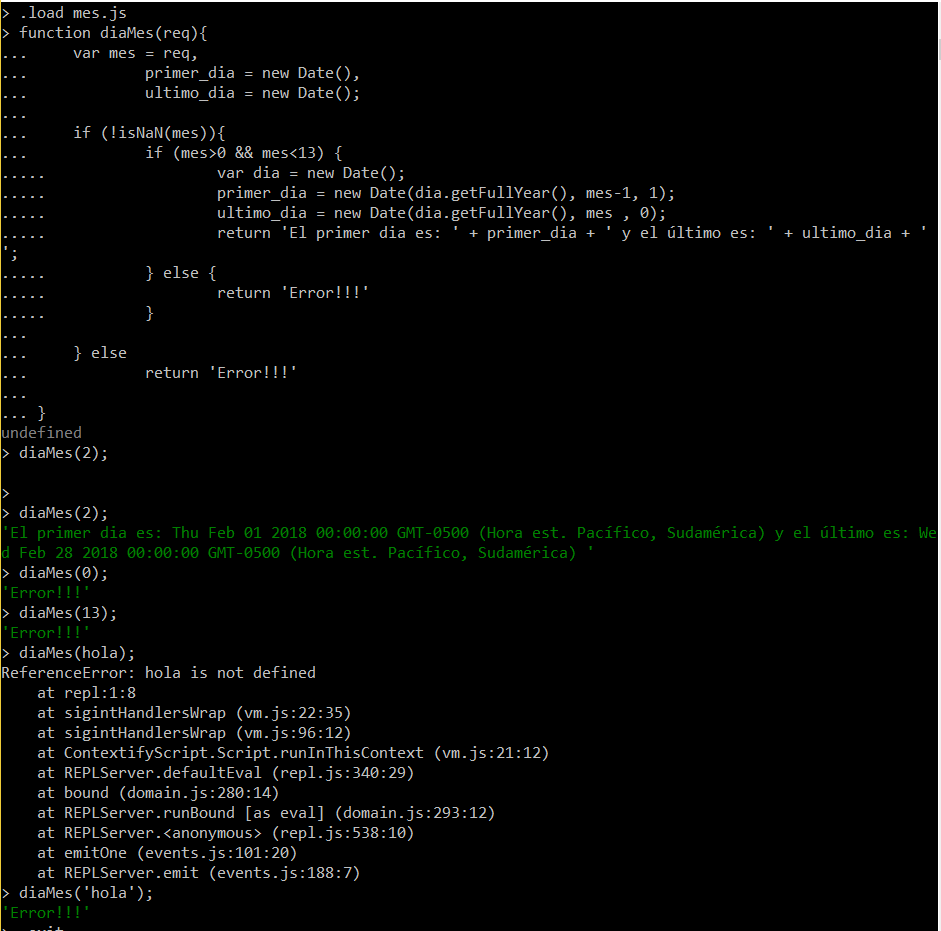 > .load mes.js
> function diaMes(req){
...     var mes = req,
...             primer_dia = new Date(),
...             ultimo_dia = new Date();
...
...     if (!isNaN(mes)){
...             if (mes>0 && mes<13) {
.....                   var dia = new Date();
.....                   primer_dia = new Date(dia.getFullYear(), mes-1, 1);
.....                   ultimo_dia = new Date(dia.getFullYear(), mes , 0);
.....                   return 'El primer dia es: ' + primer_dia + ' y el último es: ' + ultimo_dia + '
';
.....           } else {
.....                   return 'Error!!!'
.....           }
...
...     } else
...             return 'Error!!!'
...
... }
undefined
> diaMes(2);
>
> diaMes(2);
'El primer dia es: Thu Feb 01 2018 00:00:00 GMT-0500 (Hora est. Pacífico, Sudamérica) y el último es: We
d Feb 28 2018 00:00:00 GMT-0500 (Hora est. Pacífico, Sudamérica) '
> diaMes(0);
'Error!!!'
> diaMes(13);
'Error!!!'
> diaMes(hola);
ReferenceError: hola is not defined
    at repl:1:8
    at sigintHandlersWrap (vm.js:22:35)
    at sigintHandlersWrap (vm.js:96:12)
    at ContextifyScript.Script.runInThisContext (vm.js:21:12)
    at REPLServer.defaultEval (repl.js:340:29)
    at bound (domain.js:280:14)
    at REPLServer.runBound [as eval] (domain.js:293:12)
    at REPLServer.<anonymous> (repl.js:538:10)
    at emitOne (events.js:101:20)
    at REPLServer.emit (events.js:188:7)
> diaMes('hola');
'Error!!!'